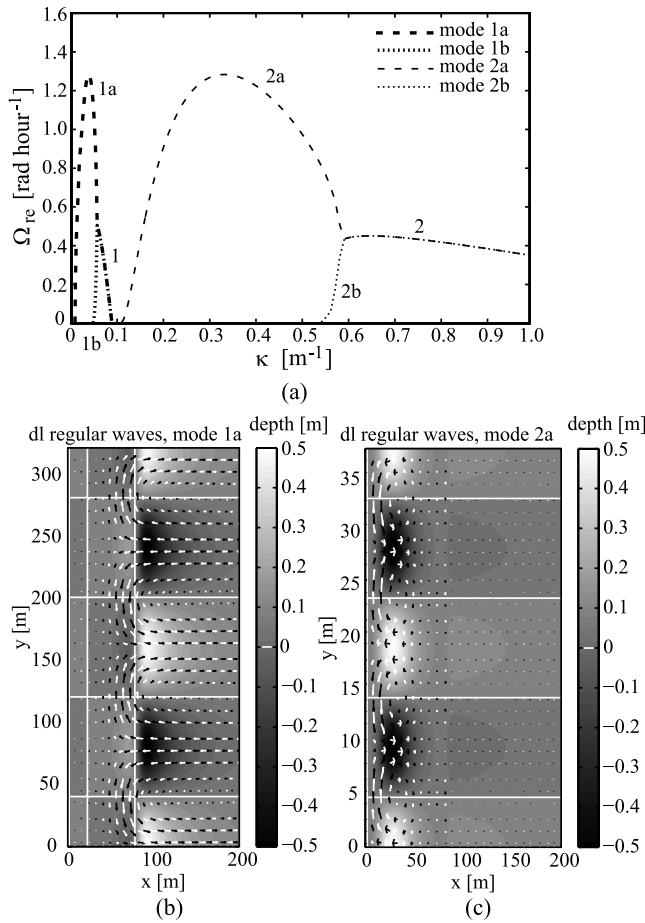 1.6
1.4
1.2
1.0
0.8
0.6
0.4
0.2
0
Ω re [rad hour-1]
1a
1
1b
2a
2
2b
mode 1a
mode 1b
mode 2a
mode 2b
0 0.1 0.2 0.3 0.4 0.5 0.6 0.7 0.8 0.9 1.0
κ [m-1]
(a)
dl regular waves, mode 1a
depth [m]
300
250
200
150
100
50
0
y [m]
0 100 200
x [m]
0.5
0.4
0.3
0.2
0.1
0
−0.1
−0.2
−0.3
−0.4
−0.5
(b)
dl regular waves, mode 2a
depth [m]
35
30
25
20
15
10
5
0
y [m]
0 50 100 150 200
x [m]
0.5
0.4
0.3
0.2
0.1
0
−0.1
−0.2
−0.3
−0.4
−0.5
(c)